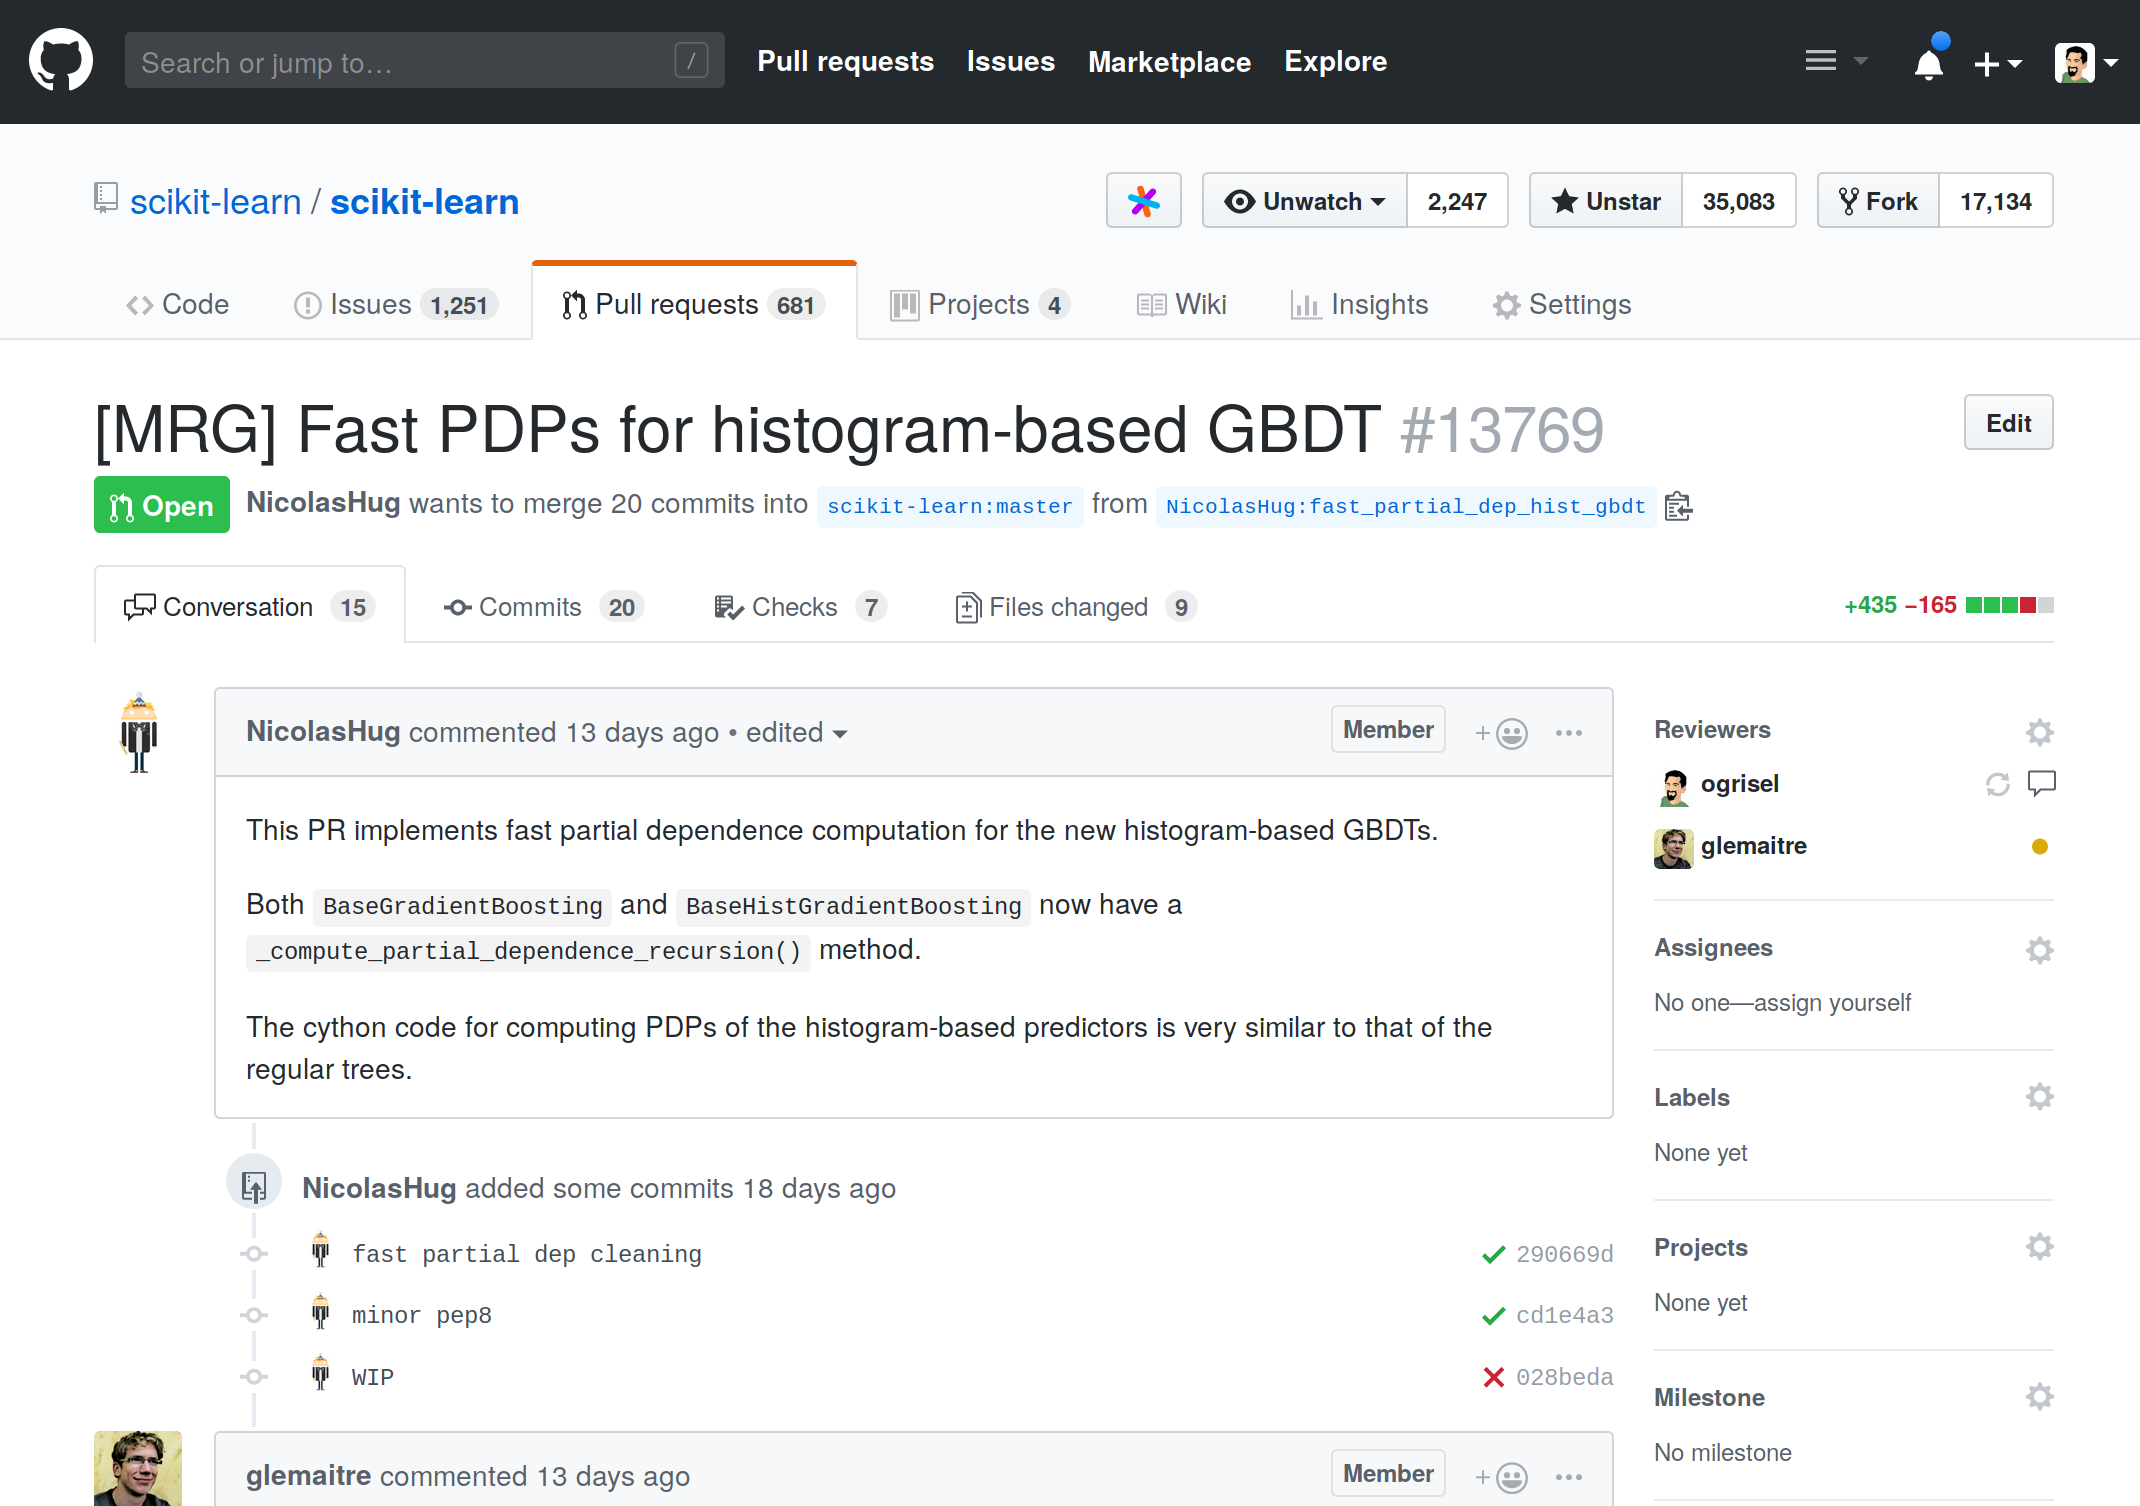 Search or jump to… /
Pull requests Issues Marketplace Explore
scikit-learn / scikit-learn
Unwatch 2,247 Unstar 35,083 Fork 17,134
Code Issues 1,251 Pull requests 681 Projects 4 Wiki Insights Settings
[MRG] Fast PDPs for histogram-based GBDT #13769
Edit
Open NicolasHug wants to merge 20 commits into scikit-learn:master from NicolasHug:fast_partial_dep_hist_gbdt
Conversation 15 Commits 20 Checks 7 Files changed 9
+435 −165
NicolasHug commented 13 days ago • edited
Member
This PR implements fast partial dependence computation for the new histogram-based GBDTs.
Both BaseGradientBoosting and BaseHistGradientBoosting now have a
_compute_partial_dependence_recursion() method.
The cython code for computing PDPs of the histogram-based predictors is very similar to that of the
regular trees.
NicolasHug added some commits 18 days ago
fast partial dep cleaning 290669d
minor pep8 cd1e4a3
WIP 028beda
glemaitre commented 13 days ago
Member
Reviewers
ogrisel
glemaitre
Assignees
No one—assign yourself
Labels
None yet
Projects
None yet
Milestone
No milestone